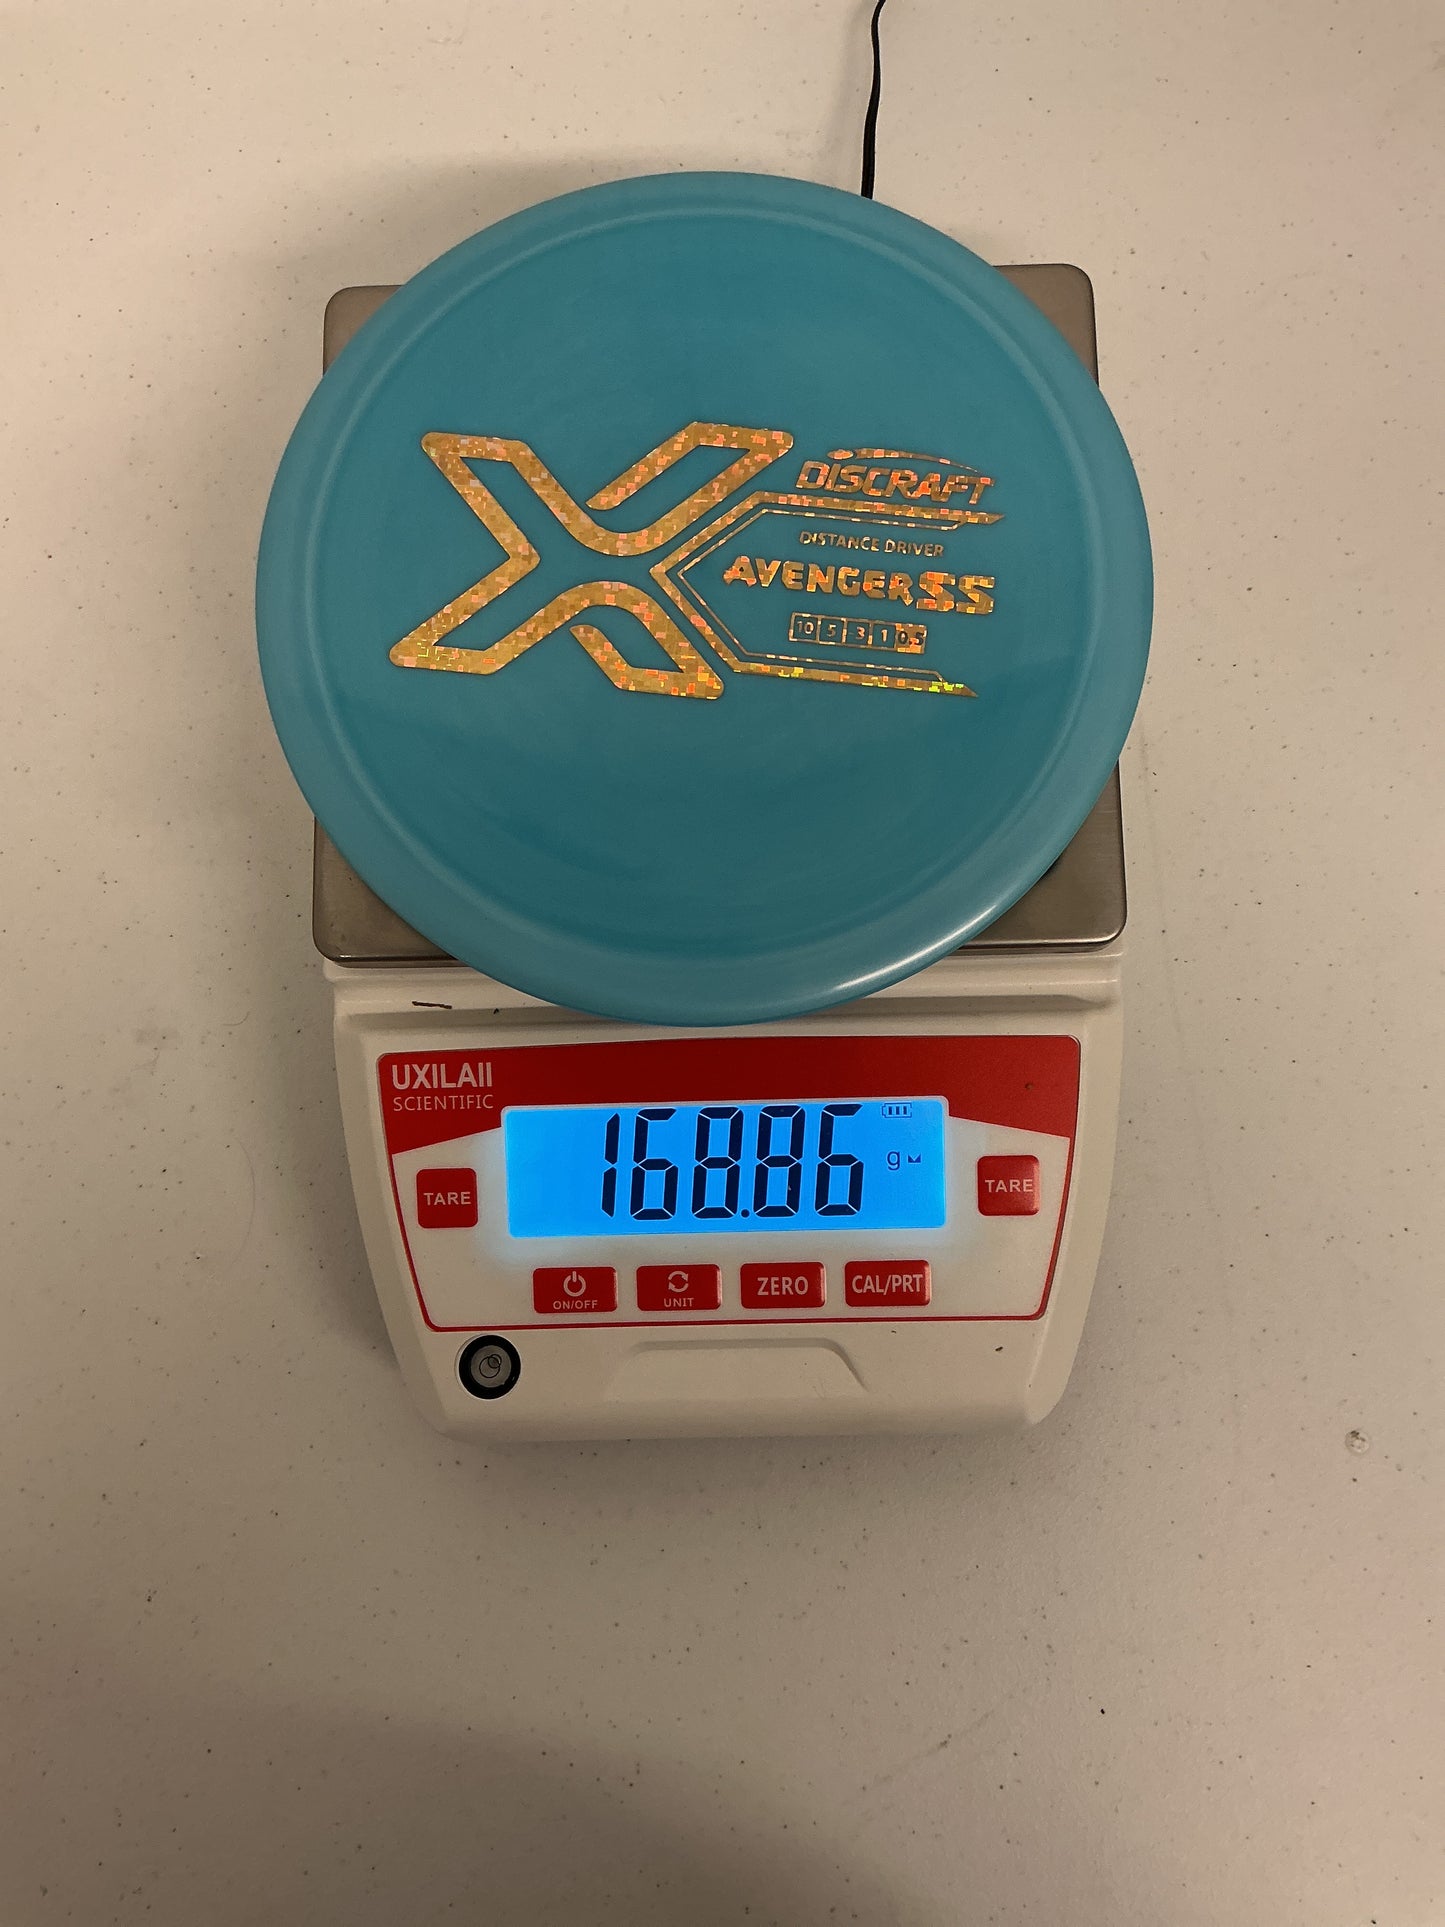 X
DISCRAFT
DISTANCE DRIVER
AVENGER SS
10 5 -3 1 0.5
UXILAII
SCIENTIFIC
168.86 g
TARE
TARE
ON/OFF
UNIT
ZERO
CAL/PRT